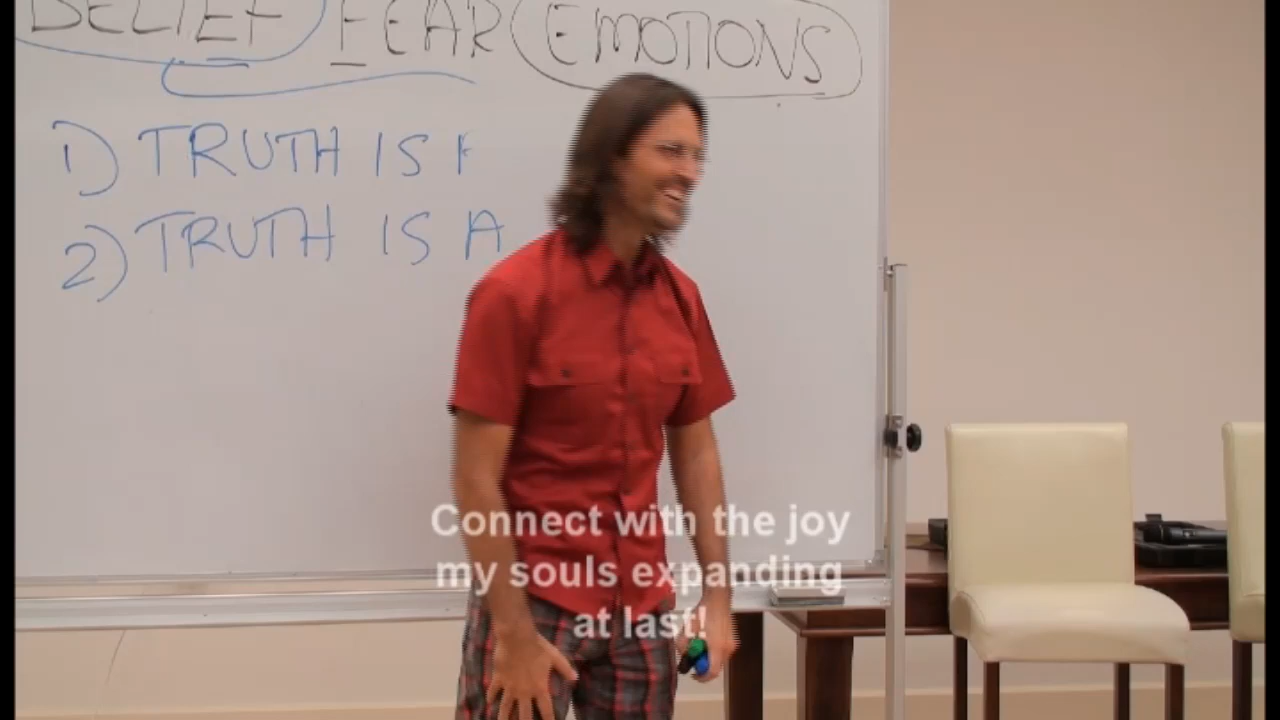 BELIEF FEAR EMOTIONS
1) TRUTH IS
2) TRUTH IS A
Connect with the joy
my souls expanding
at last!